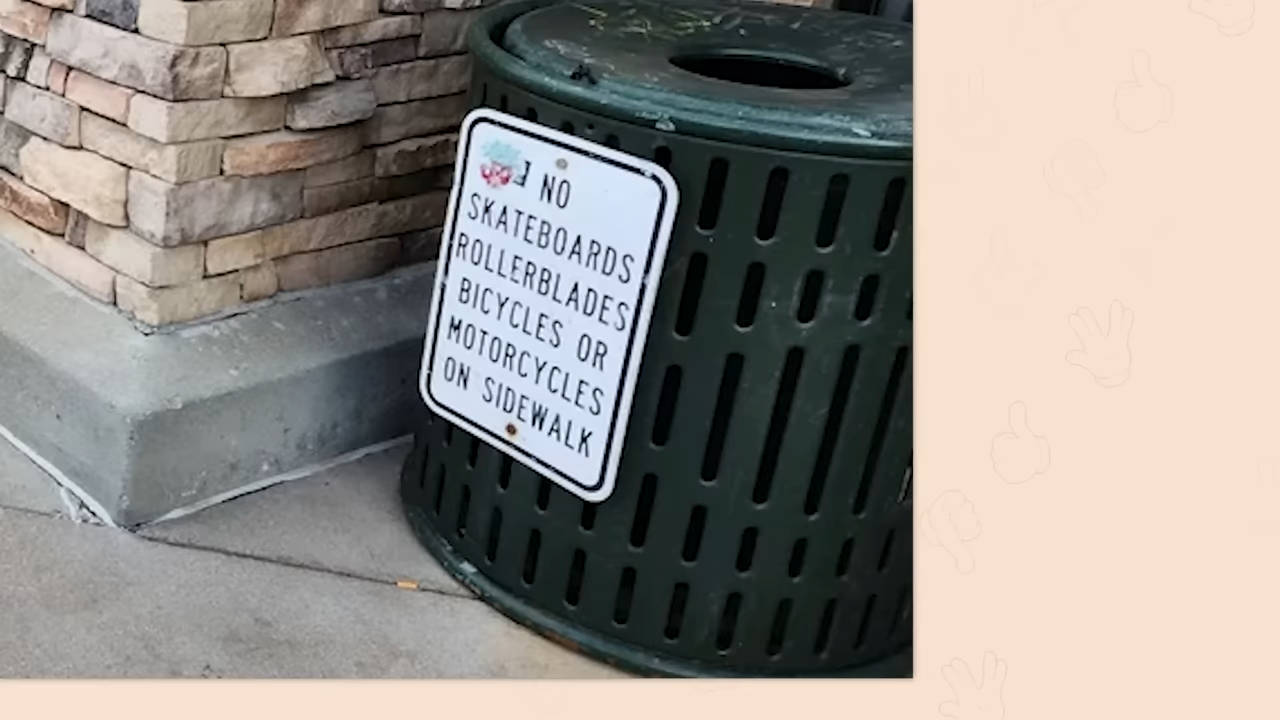 NO
SKATEBOARDS
ROLLERBLADES
BICYCLES OR
MOTORCYCLES
ON SIDEWALK